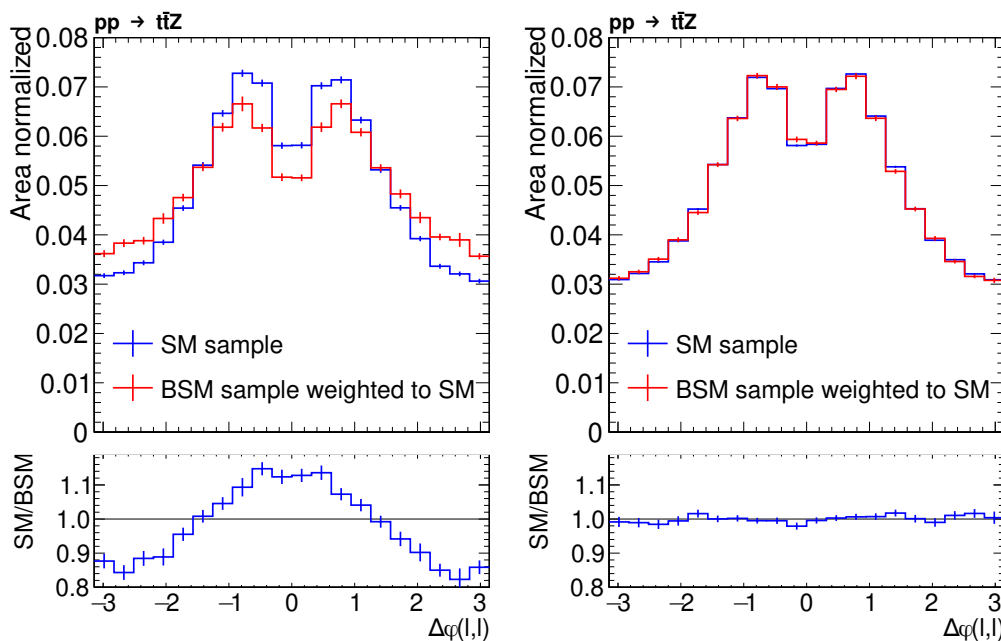 pp → tt̄Z
Area normalized
0.08
0.07
0.06
0.05
0.04
0.03
0.02
0.01
0
SM sample
BSM sample weighted to SM
SM/BSM
1.1
1.0
0.9
0.8
−3 −2 −1 0 1 2 3
Δφ(l,l)
pp → tt̄Z
Area normalized
0.08
0.07
0.06
0.05
0.04
0.03
0.02
0.01
0
SM sample
BSM sample weighted to SM
SM/BSM
1.1
1.0
0.9
0.8
−3 −2 −1 0 1 2 3
Δφ(l,l)